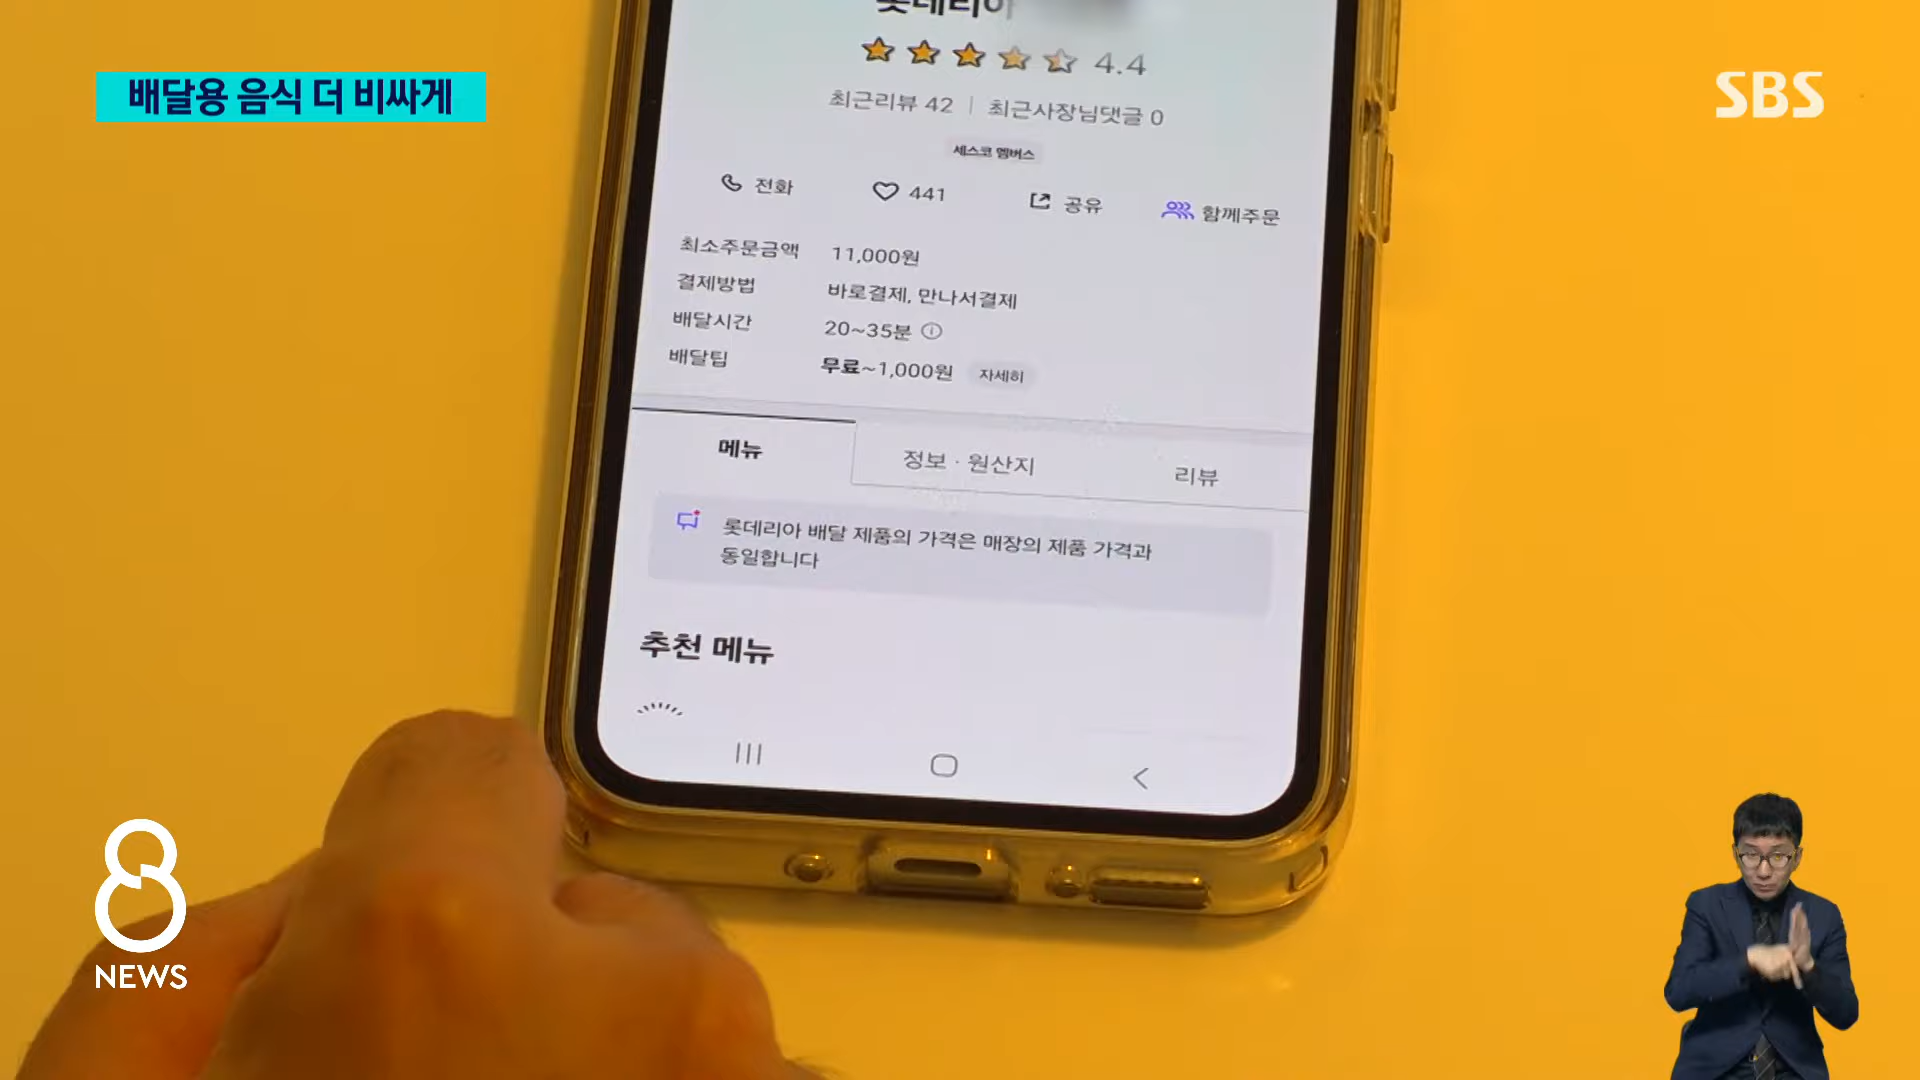 배달용 음식 더 비싸게
SBS
롯데리아
4.4
최근리뷰 42 | 최근사장님댓글 0
세스코 멤버스
전화 441 공유 함께주문
최소주문금액 11,000원
결제방법 바로결제, 만나서결제
배달시간 20~35분
배달팁 무료~1,000원 자세히
메뉴 정보 · 원산지 리뷰
롯데리아 배달 제품의 가격은 매장의 제품 가격과
동일합니다
추천 메뉴
8
NEWS